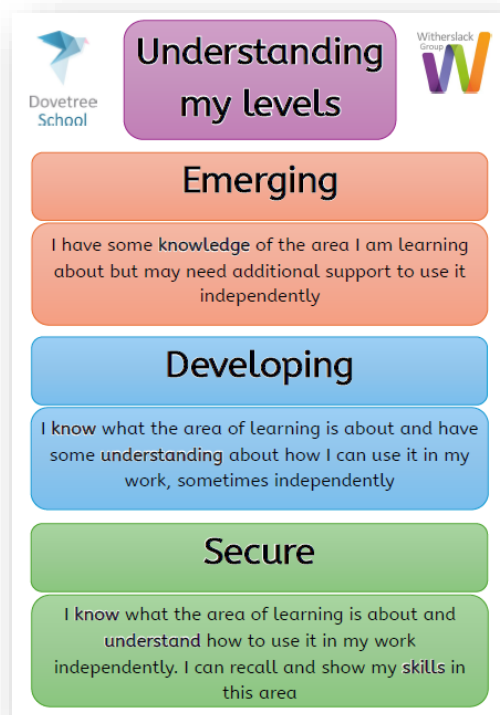 Dovetree
School
Understanding
my levels
Witherslack
Group
Emerging
I have some knowledge of the area I am learning
about but may need additional support to use it
independently
Developing
I know what the area of learning is about and have
some understanding about how I can use it in my
work, sometimes independently
Secure
I know what the area of learning is about and
understand how to use it in my work
independently. I can recall and show my skills in
this area